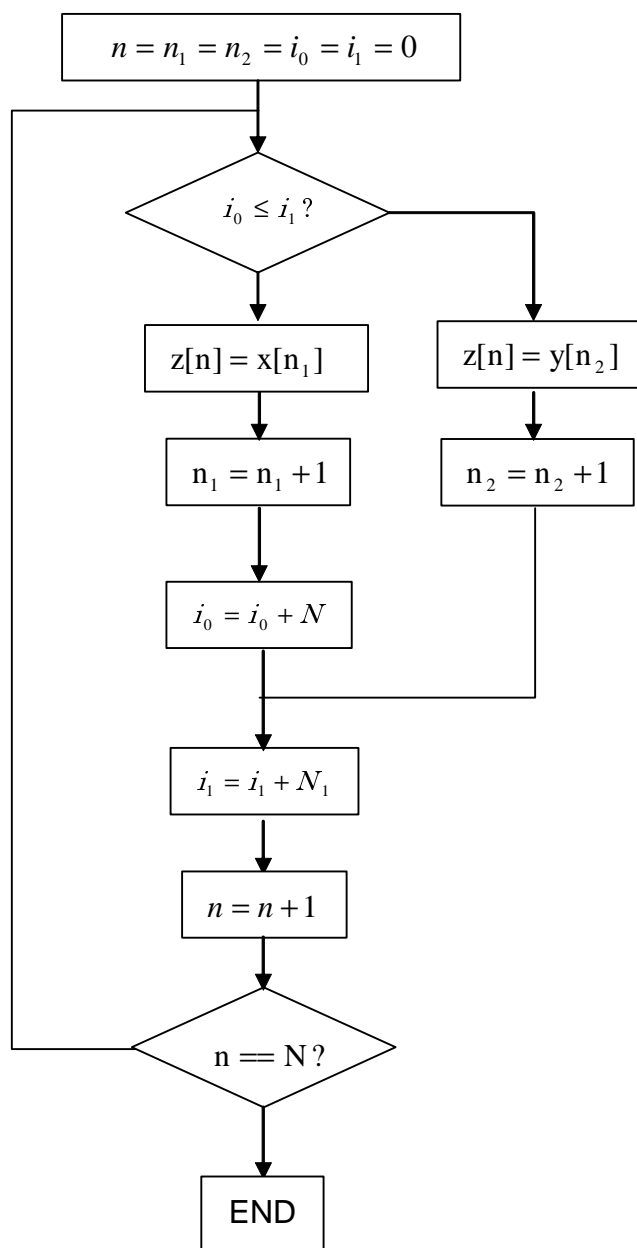 n = n₁ = n₂ = i₀ = i₁ = 0
i₀ ≤ i₁?
z[n] = x[n₁]
z[n] = y[n₂]
n₁ = n₁ + 1
n₂ = n₂ + 1
i₀ = i₀ + N
i₁ = i₁ + N₁
n = n + 1
n == N?
END